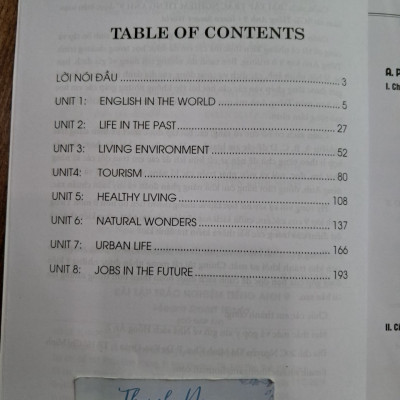 TABLE OF CONTENTS
LỜI NÓI ĐẦU ........ 3
UNIT 1: ENGLISH IN THE WORLD ........ 5
UNIT 2: LIFE IN THE PAST ........ 27
UNIT 3: LIVING ENVIRONMENT ........ 52
UNIT4: TOURISM ........ 80
UNIT 5: HEALTHY LIVING ........ 108
UNIT 6: NATURAL WONDERS ........ 137
UNIT 7: URBAN LIFE ........ 166
UNIT 8: JOBS IN THE FUTURE ........ 193
A. P
I. Ch
II. C